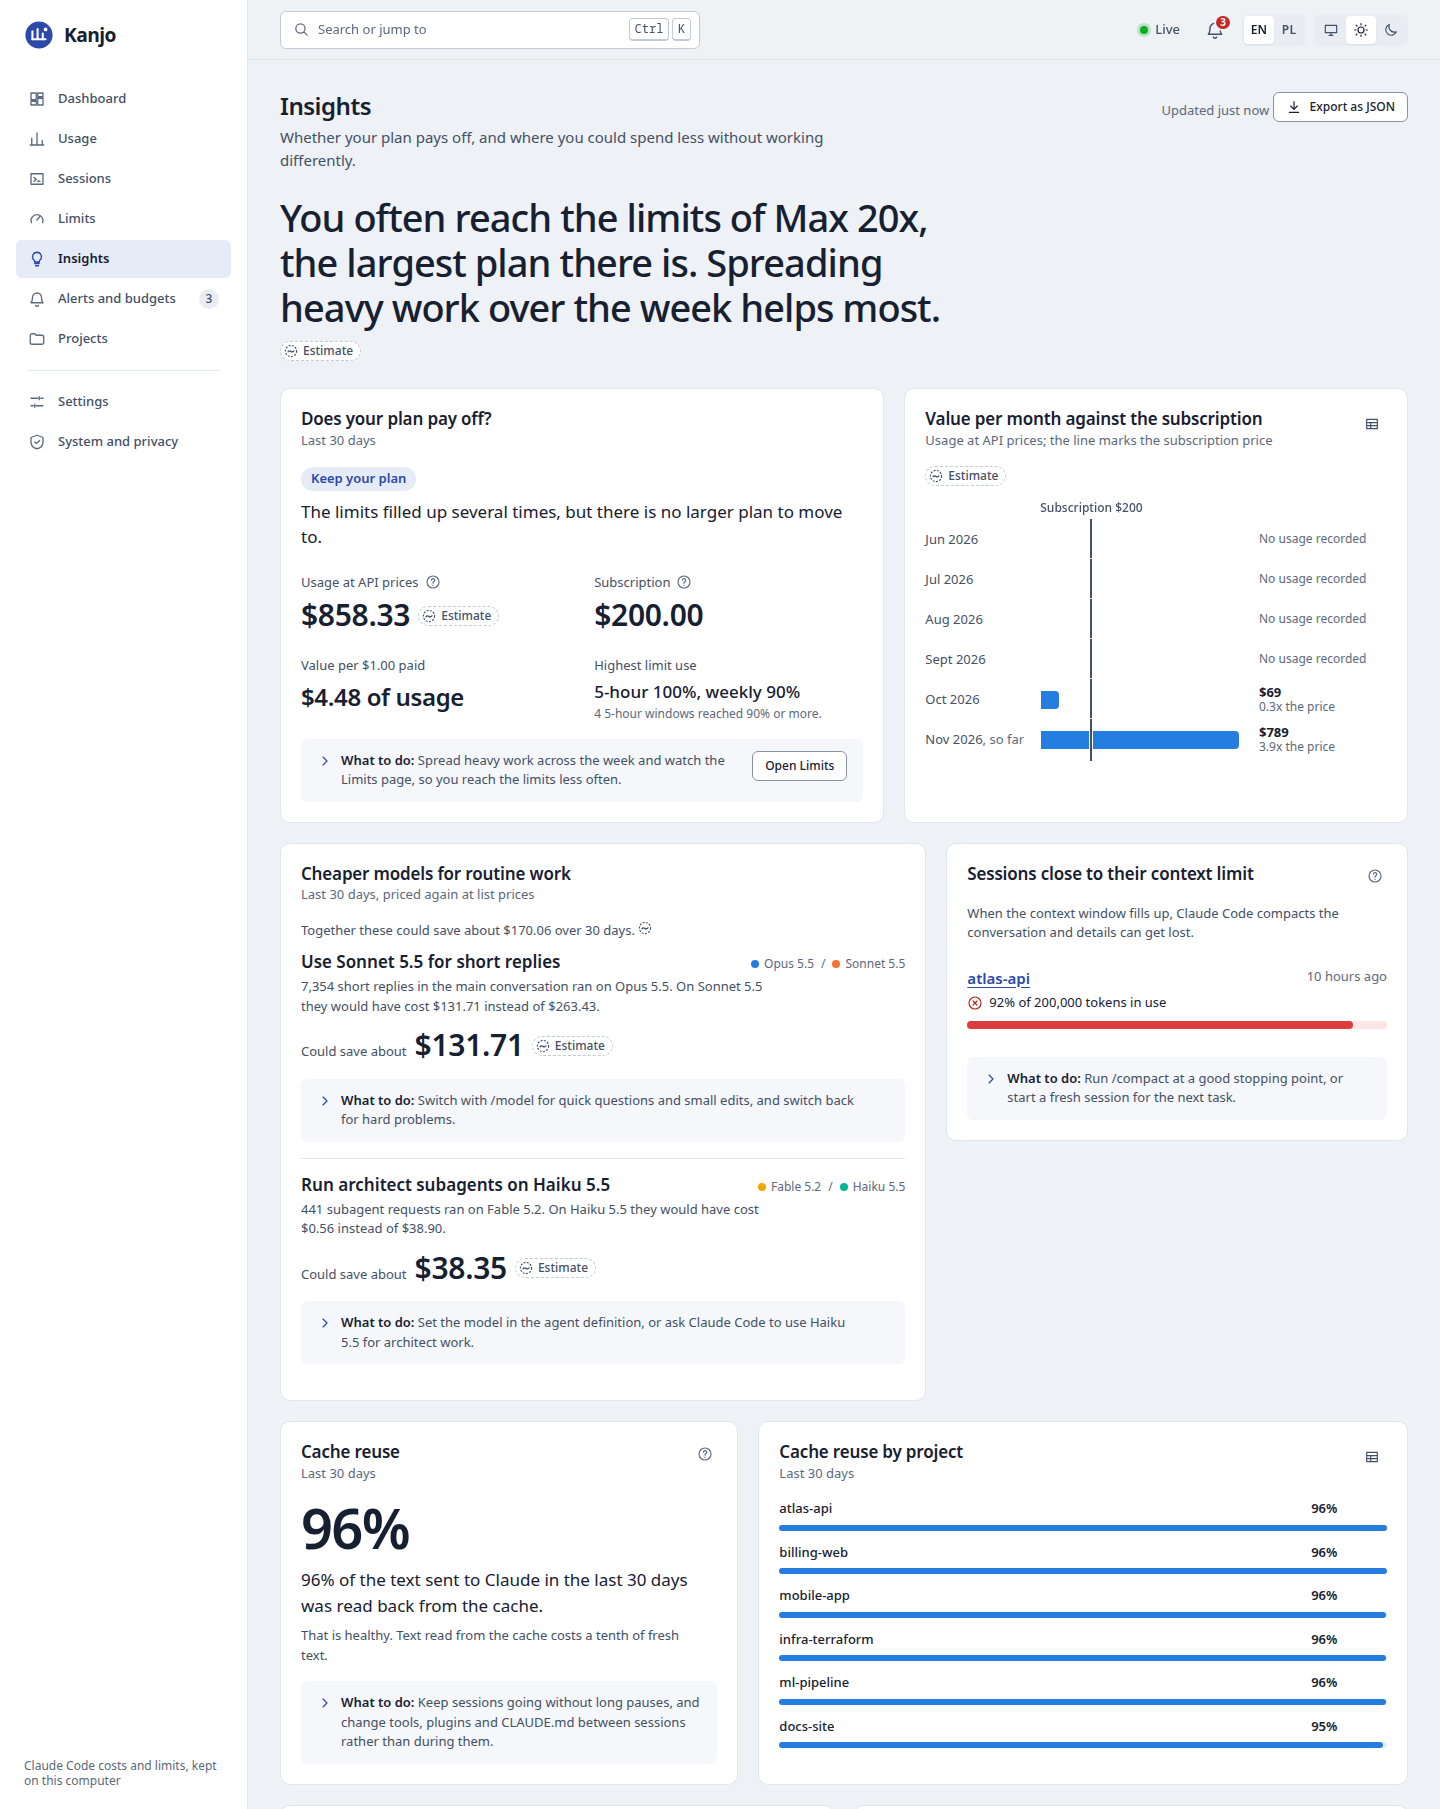 Kanjo
Search or jump to
Ctrl K
Live
3
EN PL
Dashboard
Usage
Sessions
Limits
Insights
Alerts and budgets 3
Projects
Settings
System and privacy
Claude Code costs and limits, kept
on this computer
Insights
Updated just now
Export as JSON
Whether your plan pays off, and where you could spend less without working
differently.
You often reach the limits of Max 20x,
the largest plan there is. Spreading
heavy work over the week helps most.
Estimate
Does your plan pay off?
Last 30 days
Keep your plan
The limits filled up several times, but there is no larger plan to move
to.
Usage at API prices
$858.33 Estimate
Subscription
$200.00
Value per $1.00 paid
$4.48 of usage
Highest limit use
5-hour 100%, weekly 90%
4 5-hour windows reached 90% or more.
What to do: Spread heavy work across the week and watch the
Limits page, so you reach the limits less often.
Open Limits
Value per month against the subscription
Usage at API prices; the line marks the subscription price
Estimate
Subscription $200
Jun 2026 No usage recorded
Jul 2026 No usage recorded
Aug 2026 No usage recorded
Sept 2026 No usage recorded
Oct 2026 $69
0.3x the price
Nov 2026, so far $789
3.9x the price
Cheaper models for routine work
Last 30 days, priced again at list prices
Together these could save about $170.06 over 30 days.
Use Sonnet 5.5 for short replies
Opus 5.5 / Sonnet 5.5
7,354 short replies in the main conversation ran on Opus 5.5. On Sonnet 5.5
they would have cost $131.71 instead of $263.43.
Could save about $131.71 Estimate
What to do: Switch with /model for quick questions and small edits, and switch back
for hard problems.
Run architect subagents on Haiku 5.5
Fable 5.2 / Haiku 5.5
441 subagent requests ran on Fable 5.2. On Haiku 5.5 they would have cost
$0.56 instead of $38.90.
Could save about $38.35 Estimate
What to do: Set the model in the agent definition, or ask Claude Code to use Haiku
5.5 for architect work.
Sessions close to their context limit
When the context window fills up, Claude Code compacts the
conversation and details can get lost.
atlas-api 10 hours ago
92% of 200,000 tokens in use
What to do: Run /compact at a good stopping point, or
start a fresh session for the next task.
Cache reuse
Last 30 days
96%
96% of the text sent to Claude in the last 30 days
was read back from the cache.
That is healthy. Text read from the cache costs a tenth of fresh
text.
What to do: Keep sessions going without long pauses, and
change tools, plugins and CLAUDE.md between sessions
rather than during them.
Cache reuse by project
Last 30 days
atlas-api 96%
billing-web 96%
mobile-app 96%
infra-terraform 96%
ml-pipeline 96%
docs-site 95%